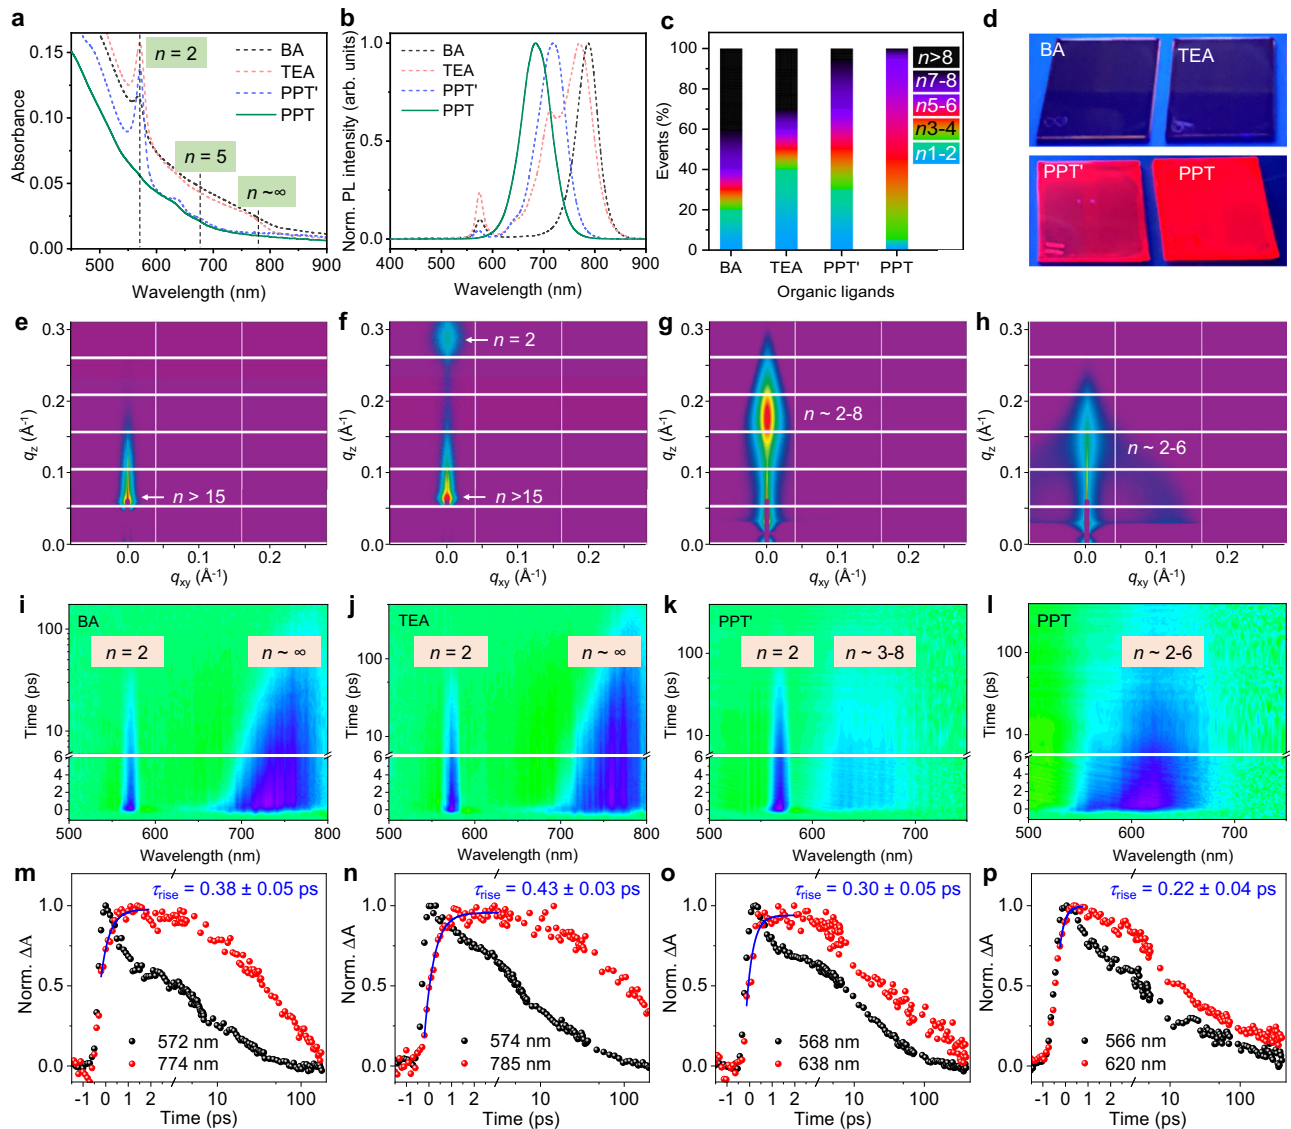 a
0.15
0.10
0.05
0.00
Absorbance
n = 2
n = 5
n ~∞
BA
TEA
PPT'
PPT
500 600 700 800 900
Wavelength (nm)
b
1.0
0.5
0.0
Norm. PL Intensity (arb. units)
BA
TEA
PPT'
PPT
400 500 600 700 800 900
Wavelength (nm)
c
100
80
60
40
20
0
Events (%)
n>8
n7-8
n5-6
n3-4
n1-2
BA TEA PPT' PPT
Organic ligands
d
BA
TEA
PPT'
PPT
e
0.3
0.2
0.1
0.0
qz (Å-1)
n > 15
0.0 0.1 0.2
qxy (Å-1)
f
0.3
0.2
0.1
0.0
qz (Å-1)
n = 2
n >15
0.0 0.1 0.2
qxy (Å-1)
g
0.3
0.2
0.1
0.0
qz (Å-1)
n ~ 2-8
0.0 0.1 0.2
qxy (Å-1)
h
0.3
0.2
0.1
0.0
qz (Å-1)
n ~ 2-6
0.0 0.1 0.2
qxy (Å-1)
i
BA
n = 2
n ~ ∞
100
10
6
4
2
0
Time (ps)
500 600 700 800
Wavelength (nm)
j
TEA
n = 2
n ~ ∞
100
10
6
4
2
0
Time (ps)
500 600 700 800
Wavelength (nm)
k
PPT'
n = 2
n ~ 3-8
100
10
6
4
2
0
Time (ps)
500 600 700
Wavelength (nm)
l
PPT
n ~ 2-6
100
10
6
4
2
0
Time (ps)
500 600 700
Wavelength (nm)
m
τrise = 0.38 ± 0.05 ps
1.0
0.5
0.0
Norm. ΔA
572 nm
774 nm
-1 0 1 2 10 100
Time (ps)
n
τrise = 0.43 ± 0.03 ps
1.0
0.5
0.0
Norm. ΔA
574 nm
785 nm
-1 0 1 2 10 100
Time (ps)
o
τrise = 0.30 ± 0.05 ps
1.0
0.5
0.0
Norm. ΔA
568 nm
638 nm
-1 0 1 2 10 100
Time (ps)
p
τrise = 0.22 ± 0.04 ps
1.0
0.5
0.0
Norm. ΔA
566 nm
620 nm
-1 0 1 2 10 100
Time (ps)